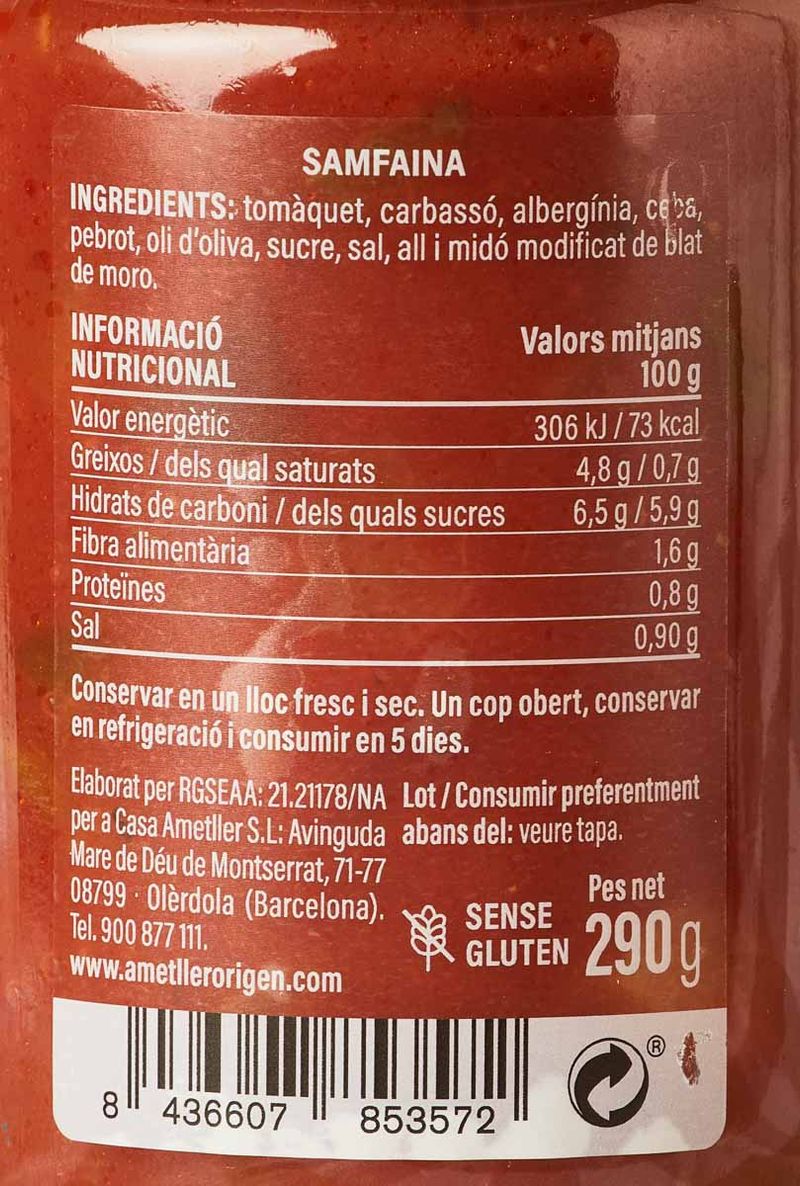 SAMFAINA
INGREDIENTS: tomàquet, carbassó, albergínia, ceba,
pebrot, oli d'oliva, sucre, sal, all i midó modificat de blat
de moro.
INFORMACIÓ
NUTRICIONAL
Valors mitjans
100 g
Valor energètic 306 kJ / 73 kcal
Greixos / dels qual saturats 4,8 g / 0,7 g
Hidrats de carboni / dels quals sucres 6,5 g / 5,9 g
Fibra alimentària 1,6 g
Proteïnes 0,8 g
Sal 0,90 g
Conservar en un lloc fresc i sec. Un cop obert, conservar
en refrigeració i consumir en 5 dies.
Elaborat per RGSEAA: 21.21178/NA
per a Casa Ametller S.L: Avinguda
Mare de Déu de Montserrat, 71-77
08799 · Olèrdola (Barcelona).
Tel. 900 877 111.
www.ametllerorigen.com
Lot / Consumir preferentment
abans del: veure tapa.
SENSE
GLUTEN
Pes net
290 g
8 436607 853572
®